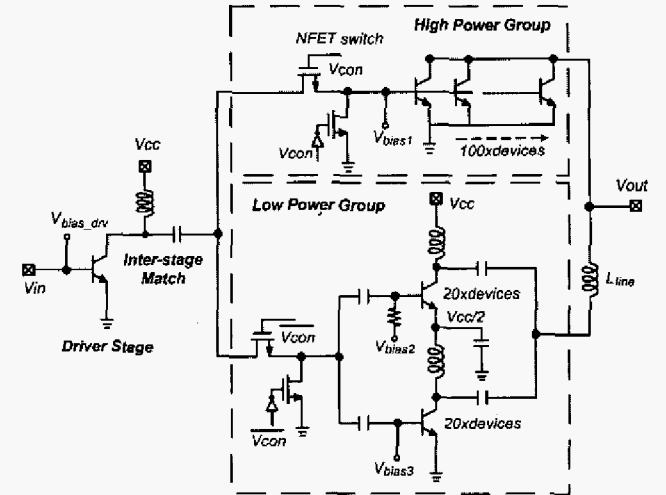 High Power Group
NFET switch
Vcon
Vcon
Vbias1
100xdevices
Vcc
Low Power Group
Vcc
Vout
Vbias_drv
Inter-stage
Match
Vin
Driver Stage
20xdevices
Lline
Vcon
Vcc/2
Vbias2
Vcon
20xdevices
Vbias3